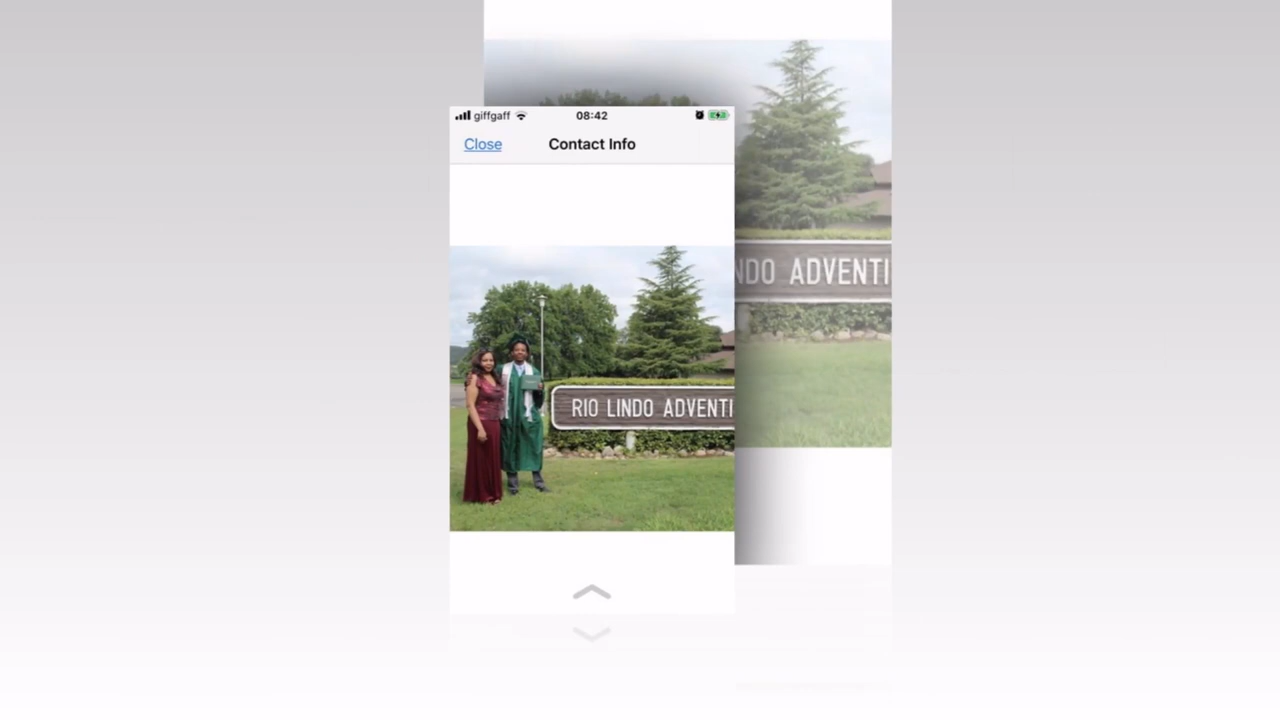 giffgaff 08:42
Close Contact Info
RIO LINDO ADVENTI
NDO ADVENTI